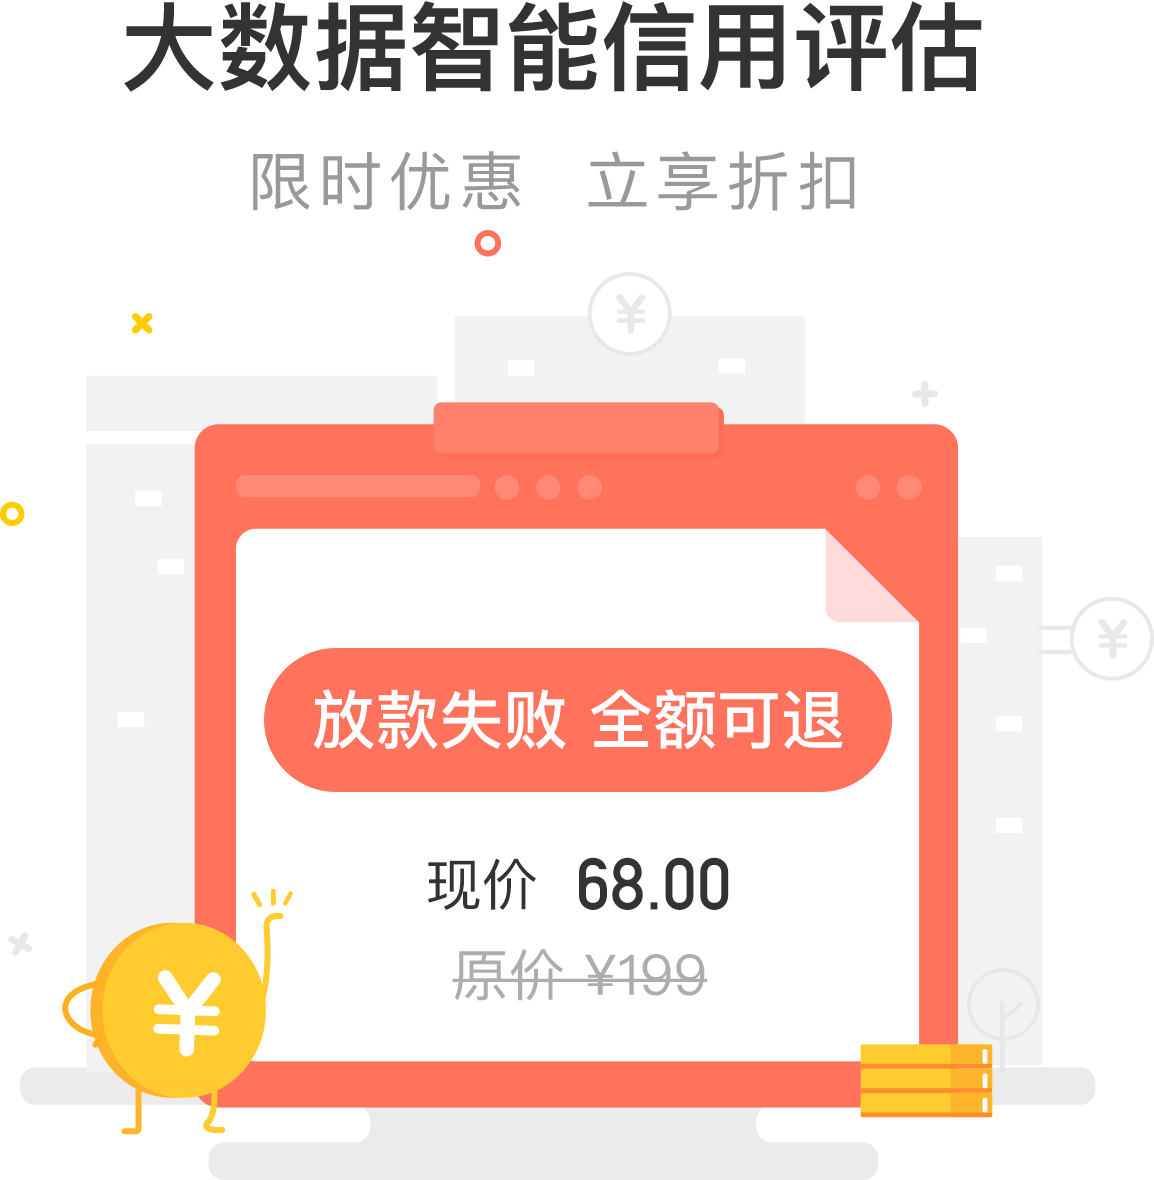 大数据智能信用评估
限时优惠 立享折扣
¥
放款失败 全额可退
¥
现价 68.00
原价 ¥199
¥